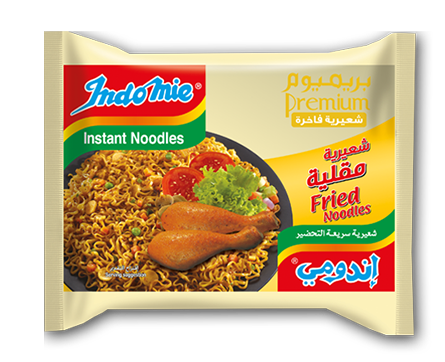 Indomie®
Instant Noodles
بريميوم
Premium
شعيرية فاخرة
شعيرية
مقلية
Fried
Noodles
شعيرية سريعة التحضير
إندومي®